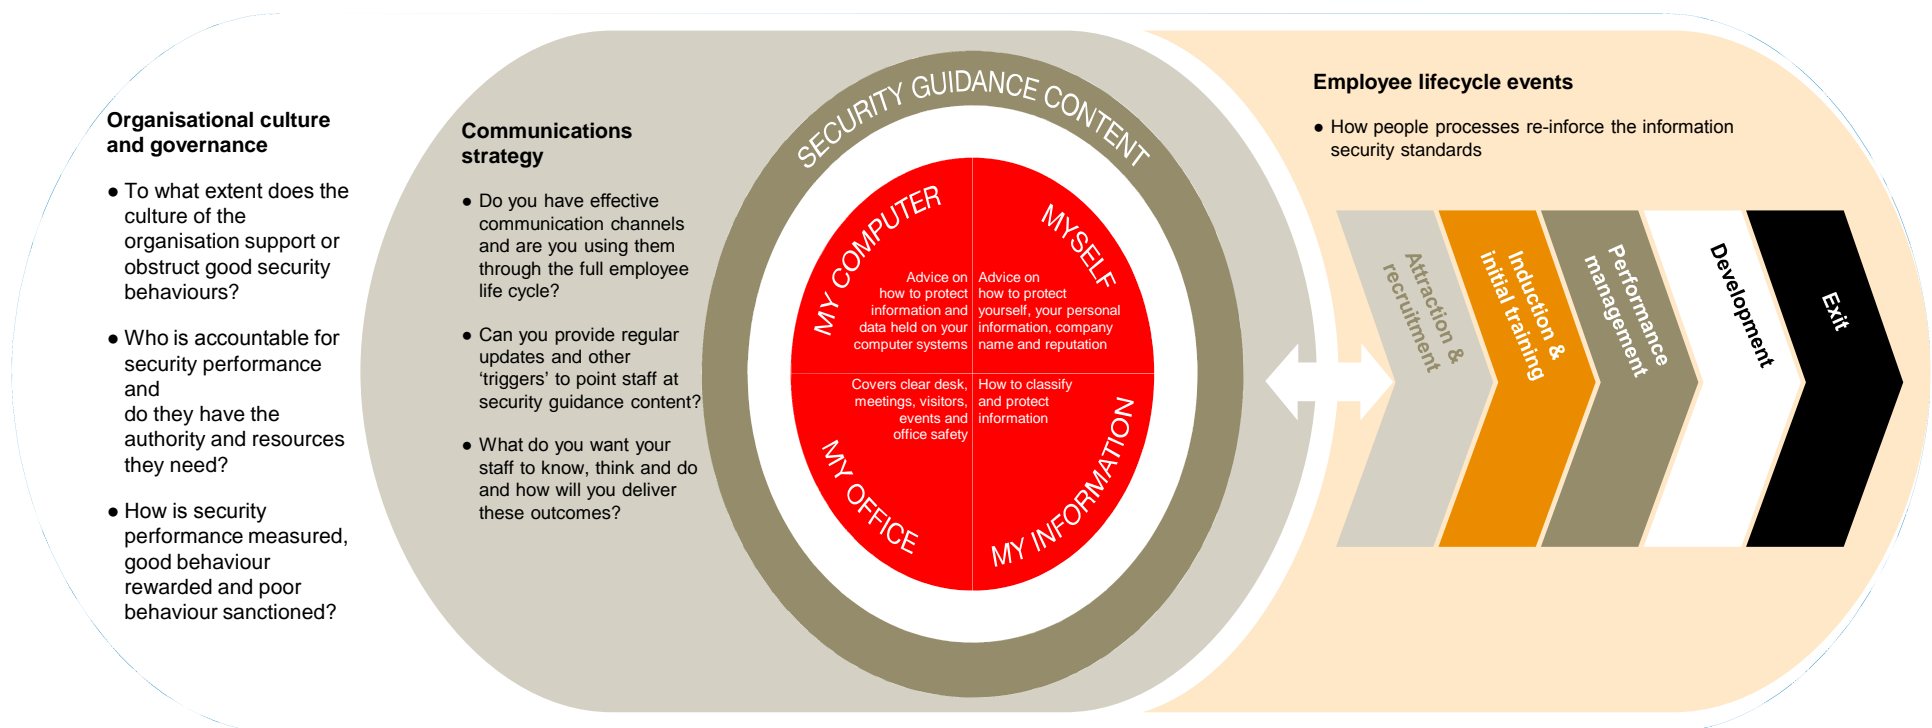 Organisational culture
and governance
● To what extent does the
culture of the
organisation support or
obstruct good security
behaviours?
● Who is accountable for
security performance
and
do they have the
authority and resources
they need?
● How is security
performance measured,
good behaviour
rewarded and poor
behaviour sanctioned?
Communications
strategy
● Do you have effective
communication channels
and are you using them
through the full employee
life cycle?
● Can you provide regular
updates and other
‘triggers’ to point staff at
security guidance content?
● What do you want your
staff to know, think and do
and how will you deliver
these outcomes?
SECURITY GUIDANCE CONTENT
MY COMPUTER
Advice on
how to protect
information and
data held on your
computer systems
MYSELF
Advice on
how to protect
yourself, your personal
information, company
name and reputation
Covers clear desk,
meetings, visitors,
events and
office safety
MY OFFICE
How to classify
and protect
information
MY INFORMATION
Employee lifecycle events
● How people processes re-inforce the information
security standards
Attraction &
recruitment
Induction &
initial training
Performance
management
Development
Exit